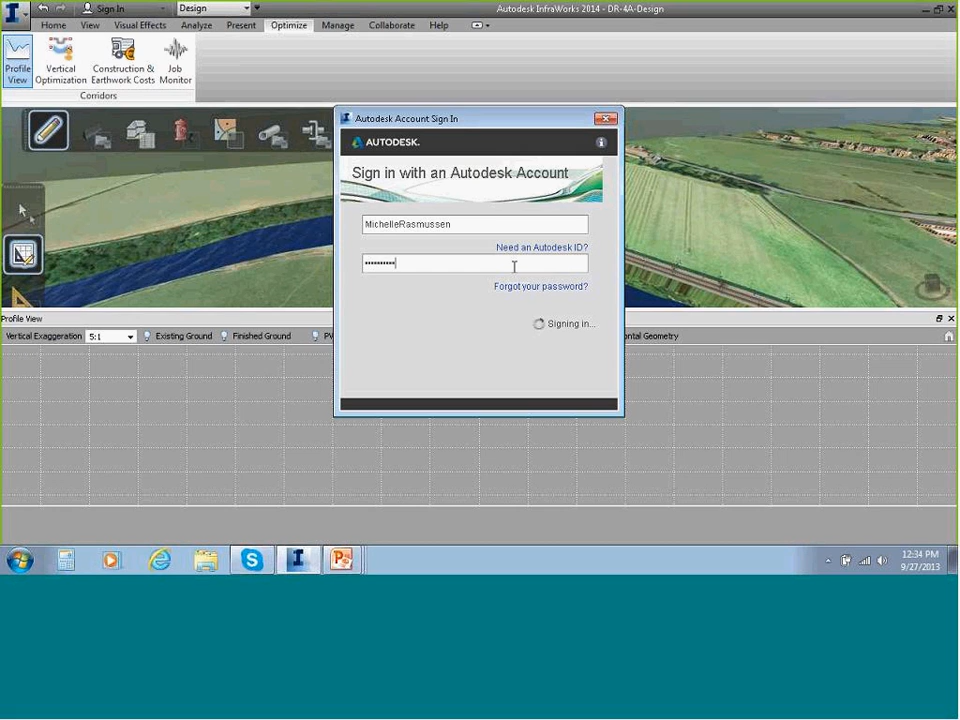 Sign In
Design
Autodesk InfraWorks 2014 - DR-4A-Design
Home View Visual Effects Analyze Present Optimize Manage Collaborate Help
Profile View
Vertical Optimization
Construction & Earthwork Costs
Job Monitor
Corridors
Autodesk Account Sign In
AUTODESK.
Sign in with an Autodesk Account
MichelleRasmussen
Need an Autodesk ID?
••••••••••
Forgot your password?
Signing in...
Profile View
Vertical Exaggeration 5:1 Existing Ground Finished Ground PV ntal Geometry
12:34 PM
9/27/2013